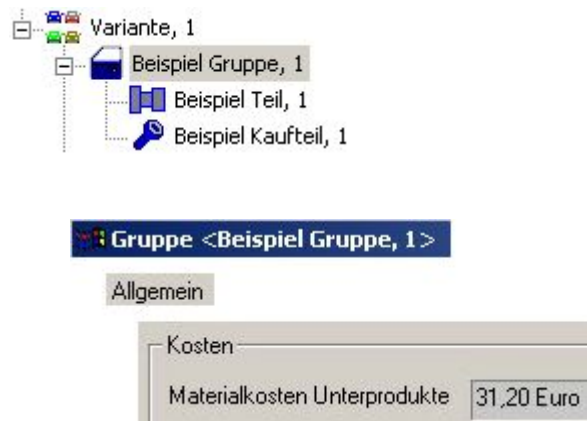 Variante, 1
Beispiel Gruppe, 1
Beispiel Teil, 1
Beispiel Kaufteil, 1
Gruppe <Beispiel Gruppe, 1>
Allgemein
Kosten
Materialkosten Unterprodukte 31,20 Euro